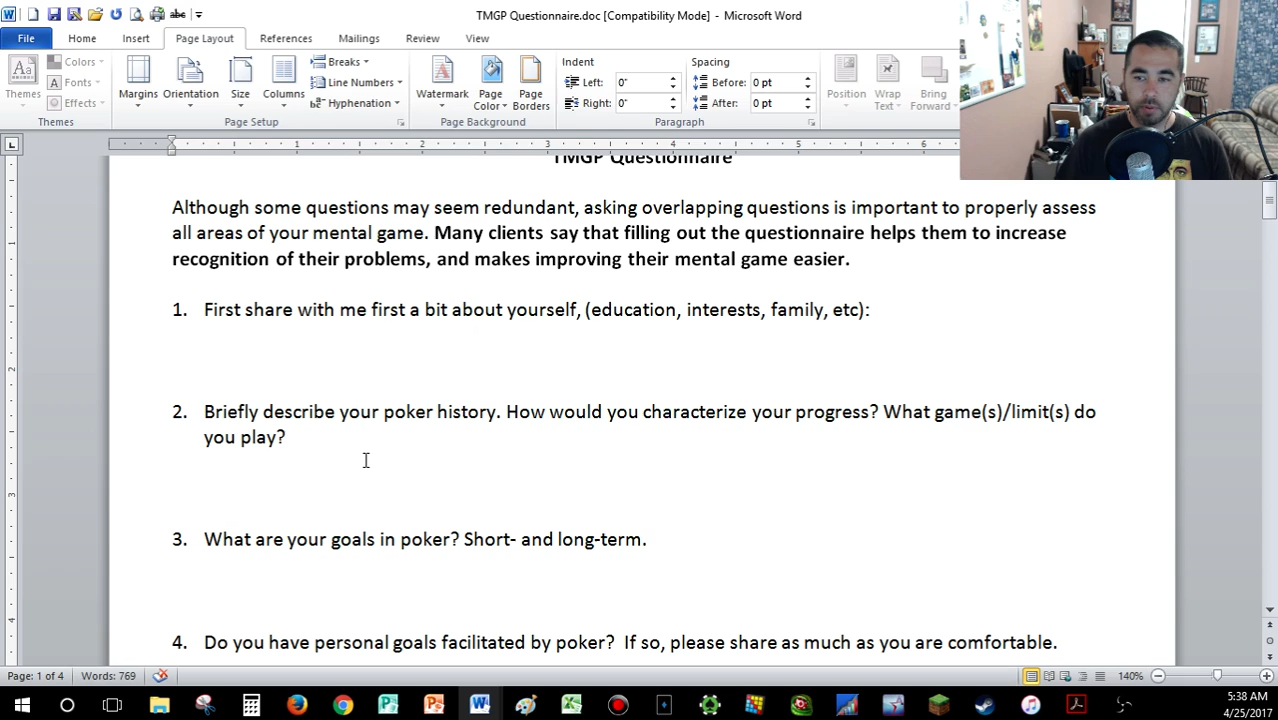 TMGP Questionnaire.doc [Compatibility Mode] - Microsoft Word
File Home Insert Page Layout References Mailings Review View
Themes
Colors
Fonts
Effects
Margins Orientation Size Columns
Breaks
Line Numbers
Hyphenation
Watermark Page Color Page Borders
Indent
Left: 0"
Right: 0"
Spacing
Before: 0 pt
After: 0 pt
Position Wrap Text Bring Forward
Themes Page Setup Page Background Paragraph
1 2 3 4 5 6
TMGP Questionnaire
Although some questions may seem redundant, asking overlapping questions is important to properly assess
all areas of your mental game. Many clients say that filling out the questionnaire helps them to increase
recognition of their problems, and makes improving their mental game easier.
1. First share with me first a bit about yourself, (education, interests, family, etc):
2. Briefly describe your poker history. How would you characterize your progress? What game(s)/limit(s) do
you play?
3. What are your goals in poker? Short- and long-term.
4. Do you have personal goals facilitated by poker? If so, please share as much as you are comfortable.
Page: 1 of 4 Words: 769 140%
5:38 AM
4/25/2017